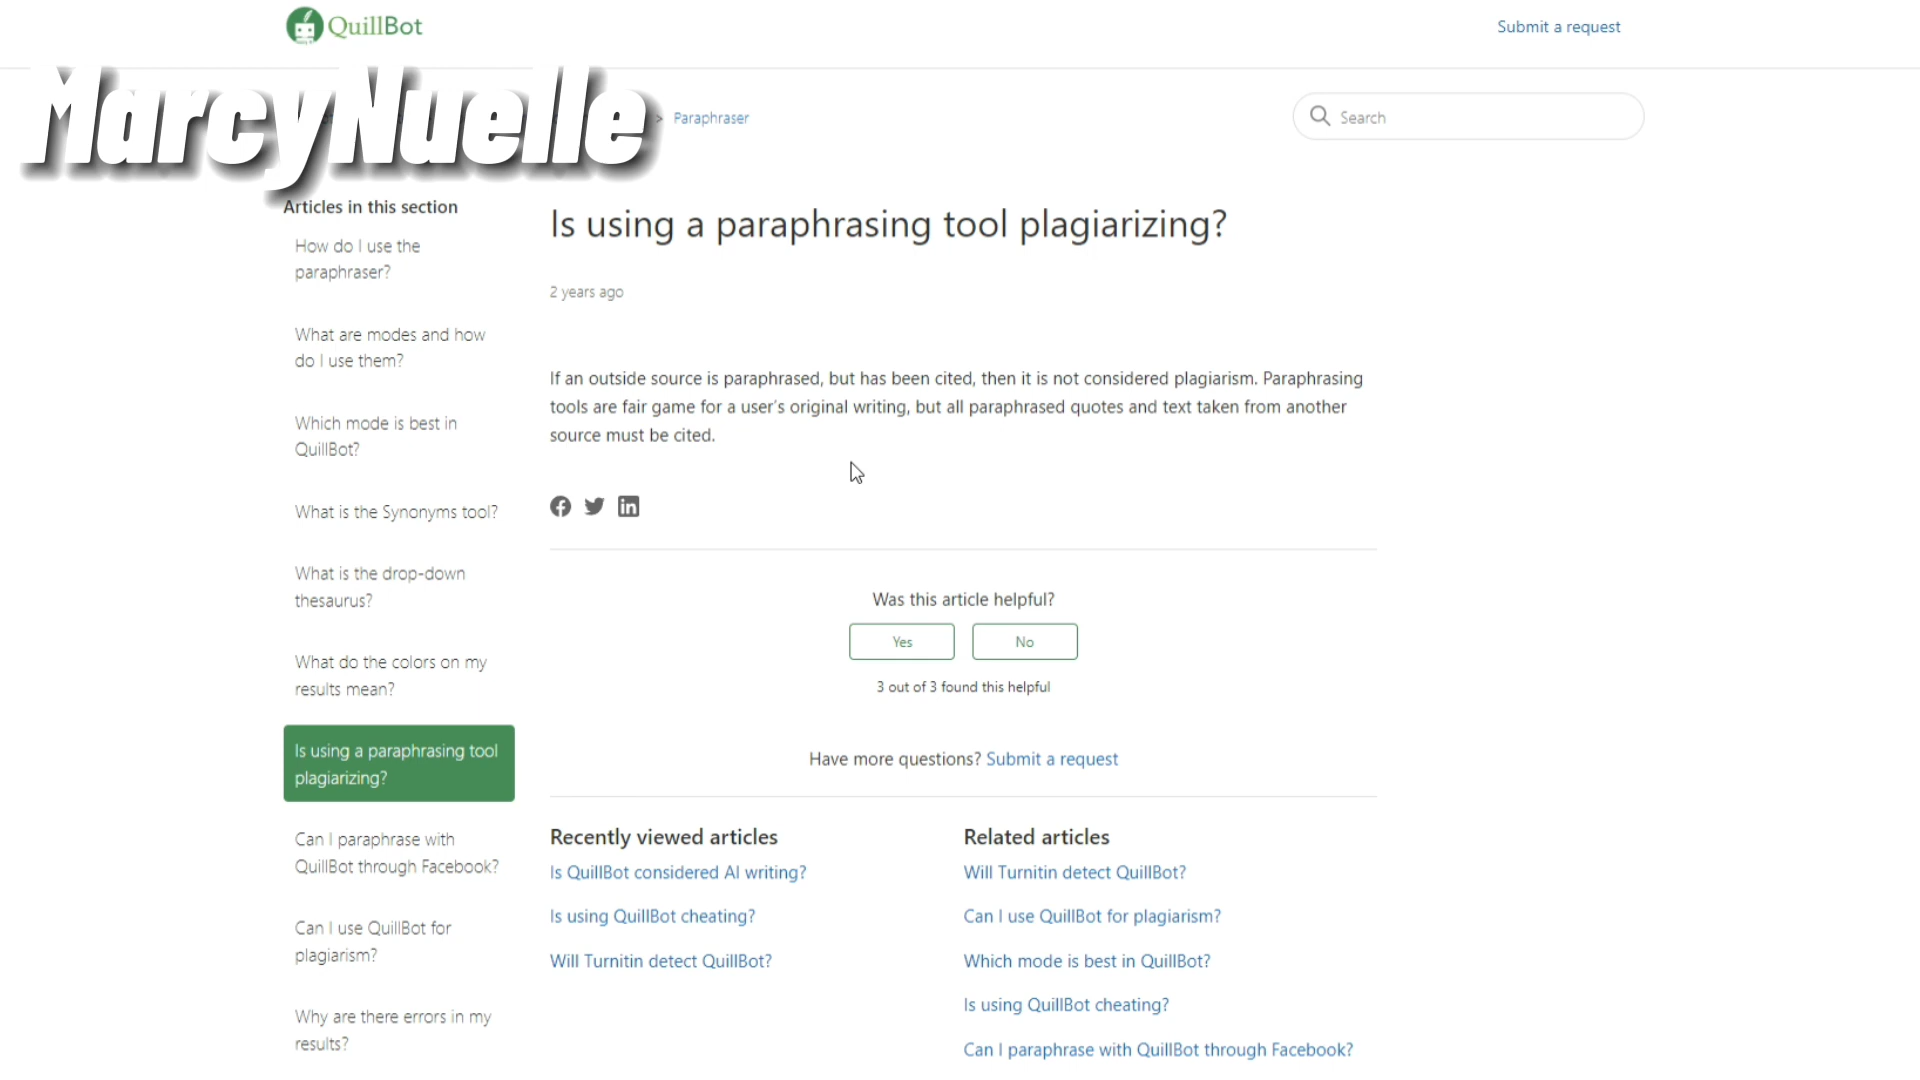 QuillBot
Submit a request
MarcyNuelle
> Paraphraser
Search
Articles in this section
How do I use the
paraphraser?
What are modes and how
do I use them?
Which mode is best in
QuillBot?
What is the Synonyms tool?
What is the drop-down
thesaurus?
What do the colors on my
results mean?
Is using a paraphrasing tool
plagiarizing?
Can I paraphrase with
QuillBot through Facebook?
Can I use QuillBot for
plagiarism?
Why are there errors in my
results?
Is using a paraphrasing tool plagiarizing?
2 years ago
If an outside source is paraphrased, but has been cited, then it is not considered plagiarism. Paraphrasing
tools are fair game for a user's original writing, but all paraphrased quotes and text taken from another
source must be cited.
Was this article helpful?
Yes
No
3 out of 3 found this helpful
Have more questions? Submit a request
Recently viewed articles
Is QuillBot considered AI writing?
Is using QuillBot cheating?
Will Turnitin detect QuillBot?
Related articles
Will Turnitin detect QuillBot?
Can I use QuillBot for plagiarism?
Which mode is best in QuillBot?
Is using QuillBot cheating?
Can I paraphrase with QuillBot through Facebook?